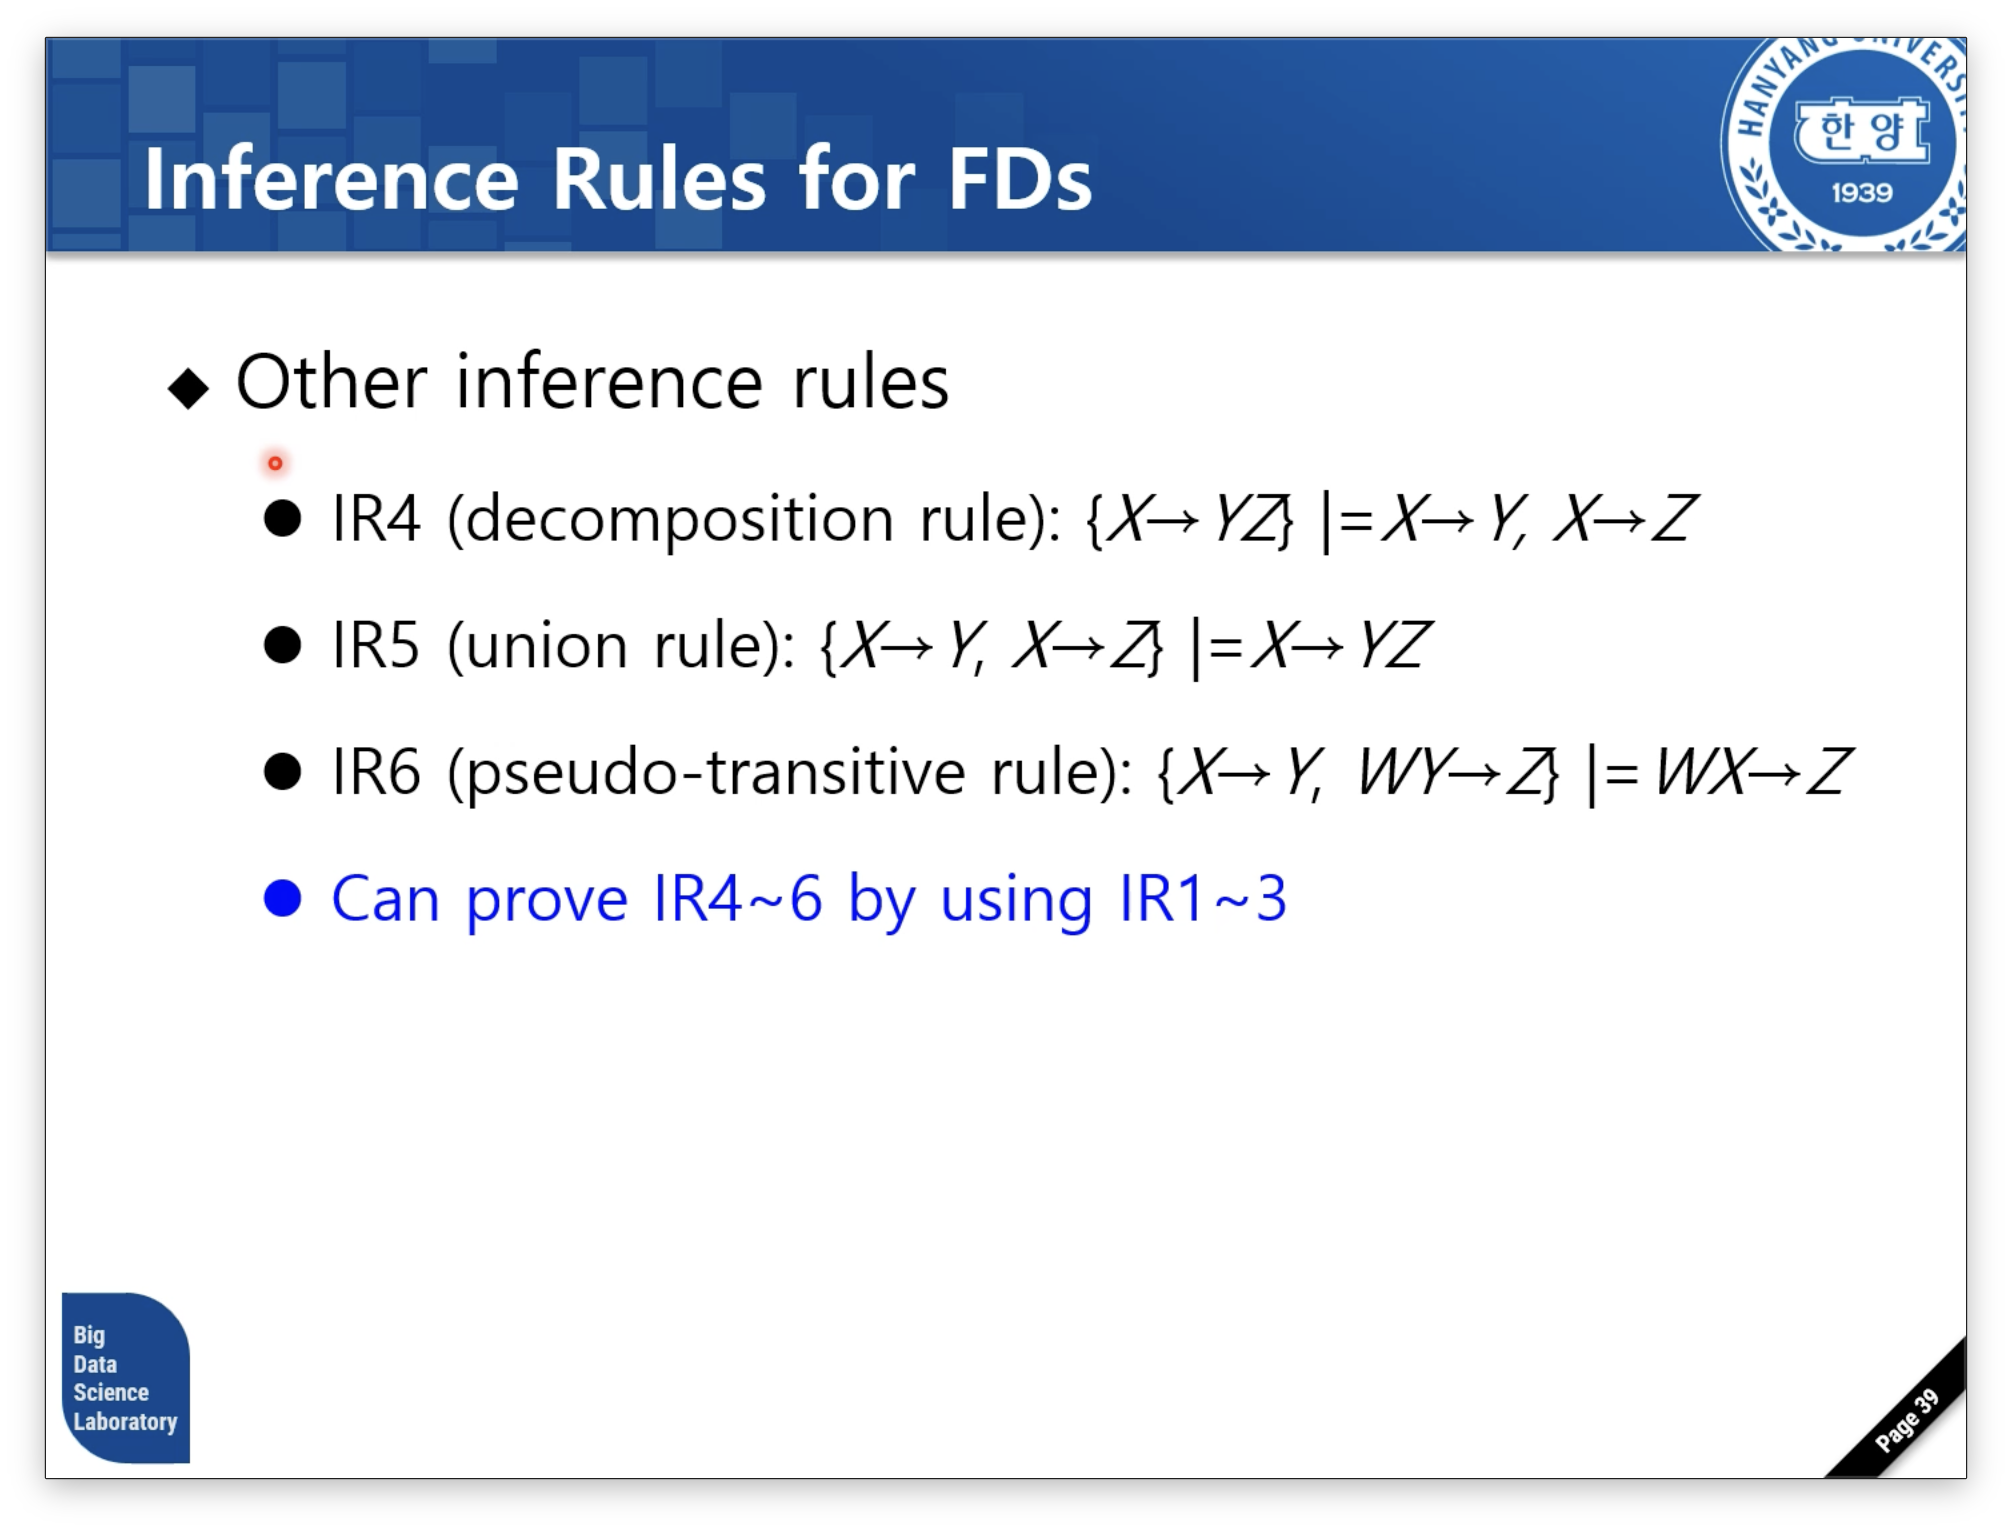 Inference Rules for FDs
HANYANG UNIVERSITY
한양
1939
◆ Other inference rules
● IR4 (decomposition rule): {X→YZ} |= X→Y, X→Z
● IR5 (union rule): {X→Y, X→Z} |= X→YZ
● IR6 (pseudo-transitive rule): {X→Y, WY→Z} |= WX→Z
● Can prove IR4~6 by using IR1~3
Big
Data
Science
Laboratory
Page 39